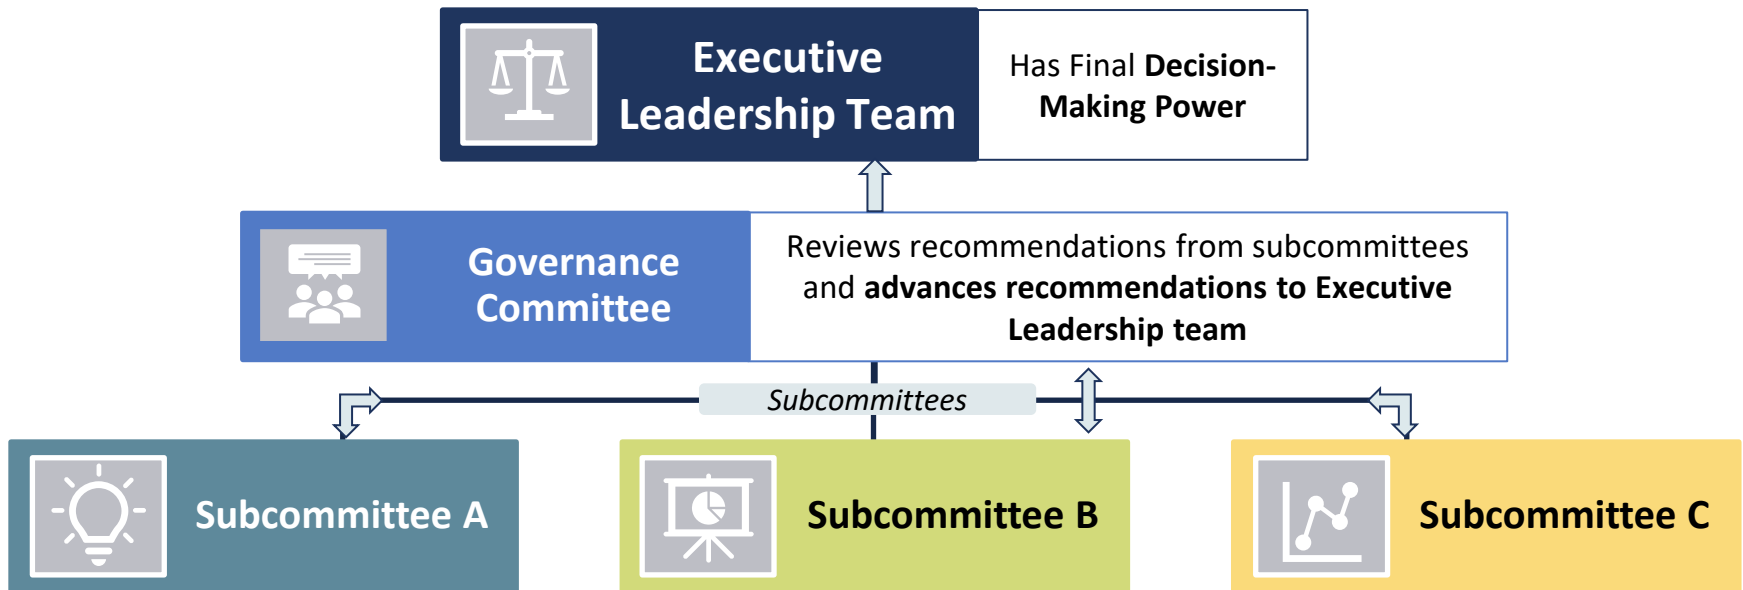 Executive
Leadership Team
Has Final Decision-
Making Power
Governance
Committee
Reviews recommendations from subcommittees
and advances recommendations to Executive
Leadership team
Subcommittees
Subcommittee A
Subcommittee B
Subcommittee C